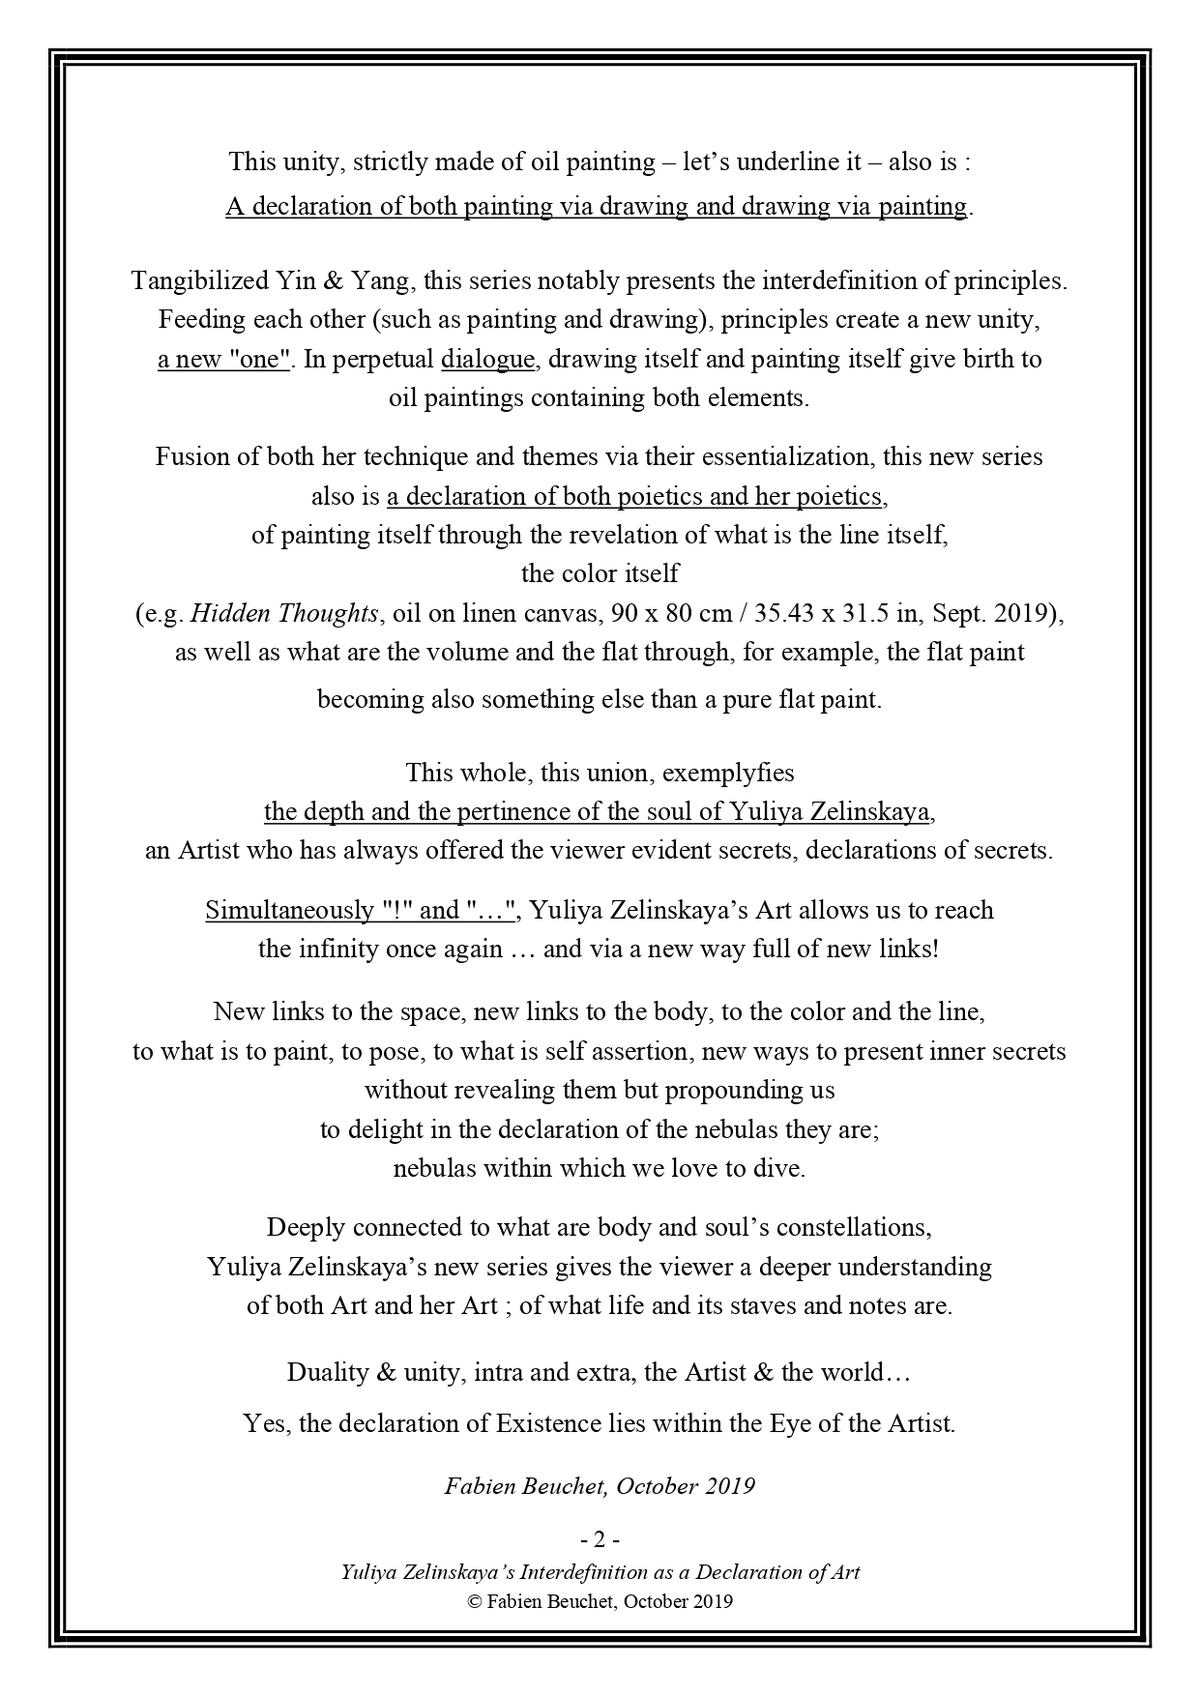 This unity, strictly made of oil painting – let’s underline it – also is :
A declaration of both painting via drawing and drawing via painting.
Tangibilized Yin & Yang, this series notably presents the interdefinition of principles.
Feeding each other (such as painting and drawing), principles create a new unity,
a new "one". In perpetual dialogue, drawing itself and painting itself give birth to
oil paintings containing both elements.
Fusion of both her technique and themes via their essentialization, this new series
also is a declaration of both poietics and her poietics,
of painting itself through the revelation of what is the line itself,
the color itself
(e.g. Hidden Thoughts, oil on linen canvas, 90 x 80 cm / 35.43 x 31.5 in, Sept. 2019),
as well as what are the volume and the flat through, for example, the flat paint
becoming also something else than a pure flat paint.
This whole, this union, exemplyfies
the depth and the pertinence of the soul of Yuliya Zelinskaya,
an Artist who has always offered the viewer evident secrets, declarations of secrets.
Simultaneously "!" and "…", Yuliya Zelinskaya’s Art allows us to reach
the infinity once again … and via a new way full of new links!
New links to the space, new links to the body, to the color and the line,
to what is to paint, to pose, to what is self assertion, new ways to present inner secrets
without revealing them but propounding us
to delight in the declaration of the nebulas they are;
nebulas within which we love to dive.
Deeply connected to what are body and soul’s constellations,
Yuliya Zelinskaya’s new series gives the viewer a deeper understanding
of both Art and her Art ; of what life and its staves and notes are.
Duality & unity, intra and extra, the Artist & the world…
Yes, the declaration of Existence lies within the Eye of the Artist.
Fabien Beuchet, October 2019
- 2 -
Yuliya Zelinskaya’s Interdefinition as a Declaration of Art
© Fabien Beuchet, October 2019